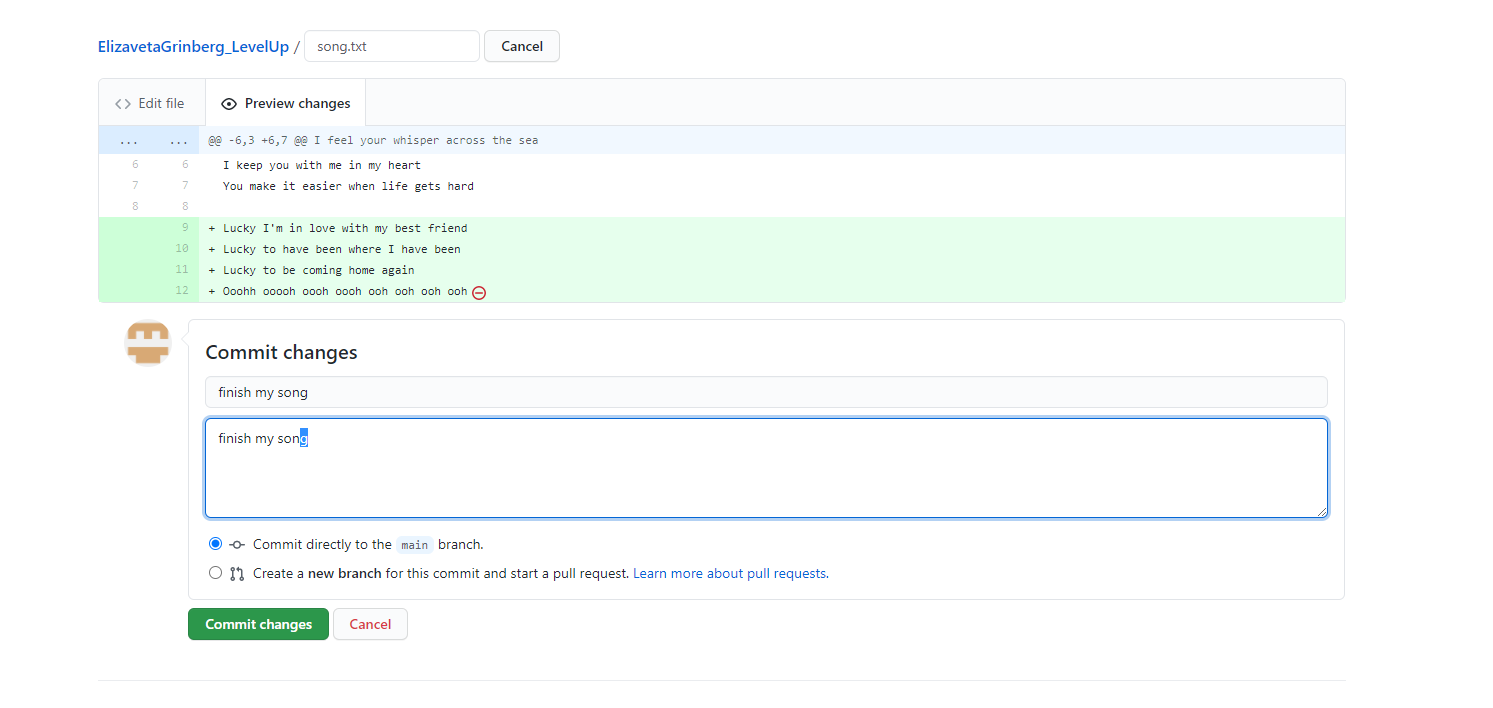 ElizavetaGrinberg_LevelUp / song.txt Cancel
Edit file Preview changes
... ... @@ -6,3 +6,7 @@ I feel your whisper across the sea
6 6 I keep you with me in my heart
7 7 You make it easier when life gets hard
8 8
9 + Lucky I'm in love with my best friend
10 + Lucky to have been where I have been
11 + Lucky to be coming home again
12 + Ooohh ooooh oooh oooh ooh ooh ooh ooh
Commit changes
finish my song
finish my song
Commit directly to the main branch.
Create a new branch for this commit and start a pull request. Learn more about pull requests.
Commit changes Cancel